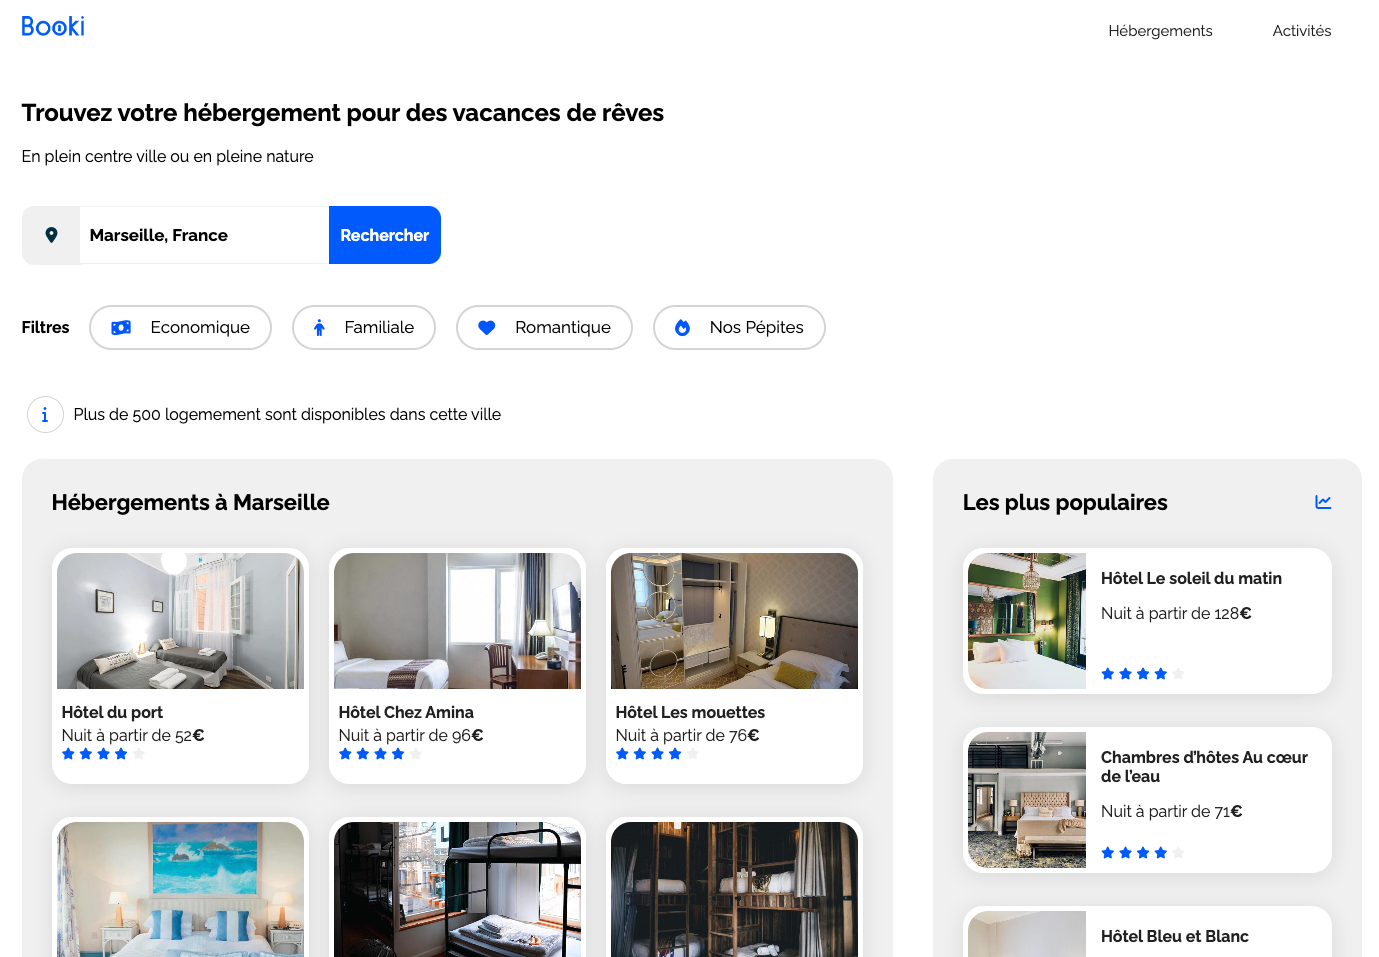 Booki
Hébergements
Activités
Trouvez votre hébergement pour des vacances de rêves
En plein centre ville ou en pleine nature
Marseille, France
Rechercher
Filtres
Economique
Familiale
Romantique
Nos Pépites
Plus de 500 logemement sont disponibles dans cette ville
Hébergements à Marseille
Hôtel du port
Nuit à partir de 52€
Hôtel Chez Amina
Nuit à partir de 96€
Hôtel Les mouettes
Nuit à partir de 76€
Les plus populaires
Hôtel Le soleil du matin
Nuit à partir de 128€
Chambres d'hôtes Au cœur
de l'eau
Nuit à partir de 71€
Hôtel Bleu et Blanc